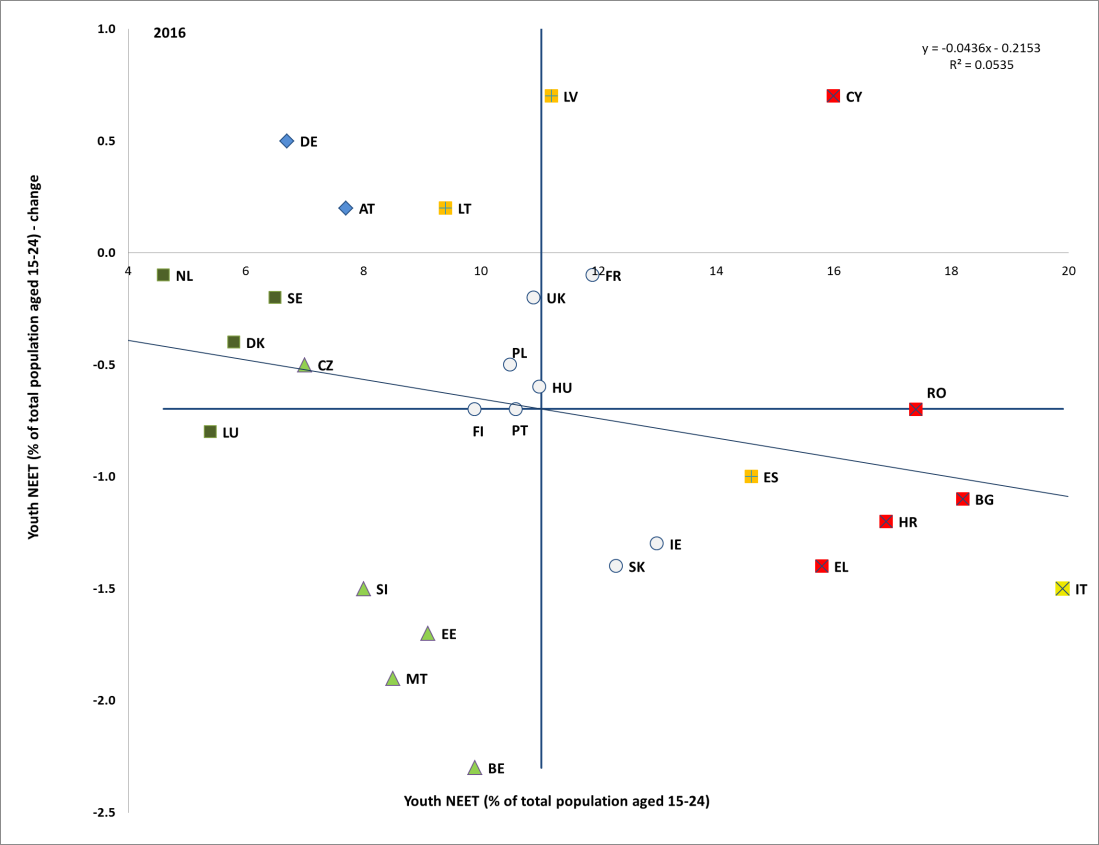 1.0
2016
y = -0.0436x - 0.2153
R² = 0.0535
LV
CY
0.5
DE
AT
LT
0.0
4
6
8
10
12
14
16
18
20
NL
FR
SE
UK
DK
PL
-0.5
CZ
HU
RO
FI
PT
LU
-1.0
ES
BG
HR
IE
SK
EL
-1.5
SI
IT
EE
MT
-2.0
BE
-2.5
Youth NEET (% of total population aged 15-24)
Youth NEET (% of total population aged 15-24) - change